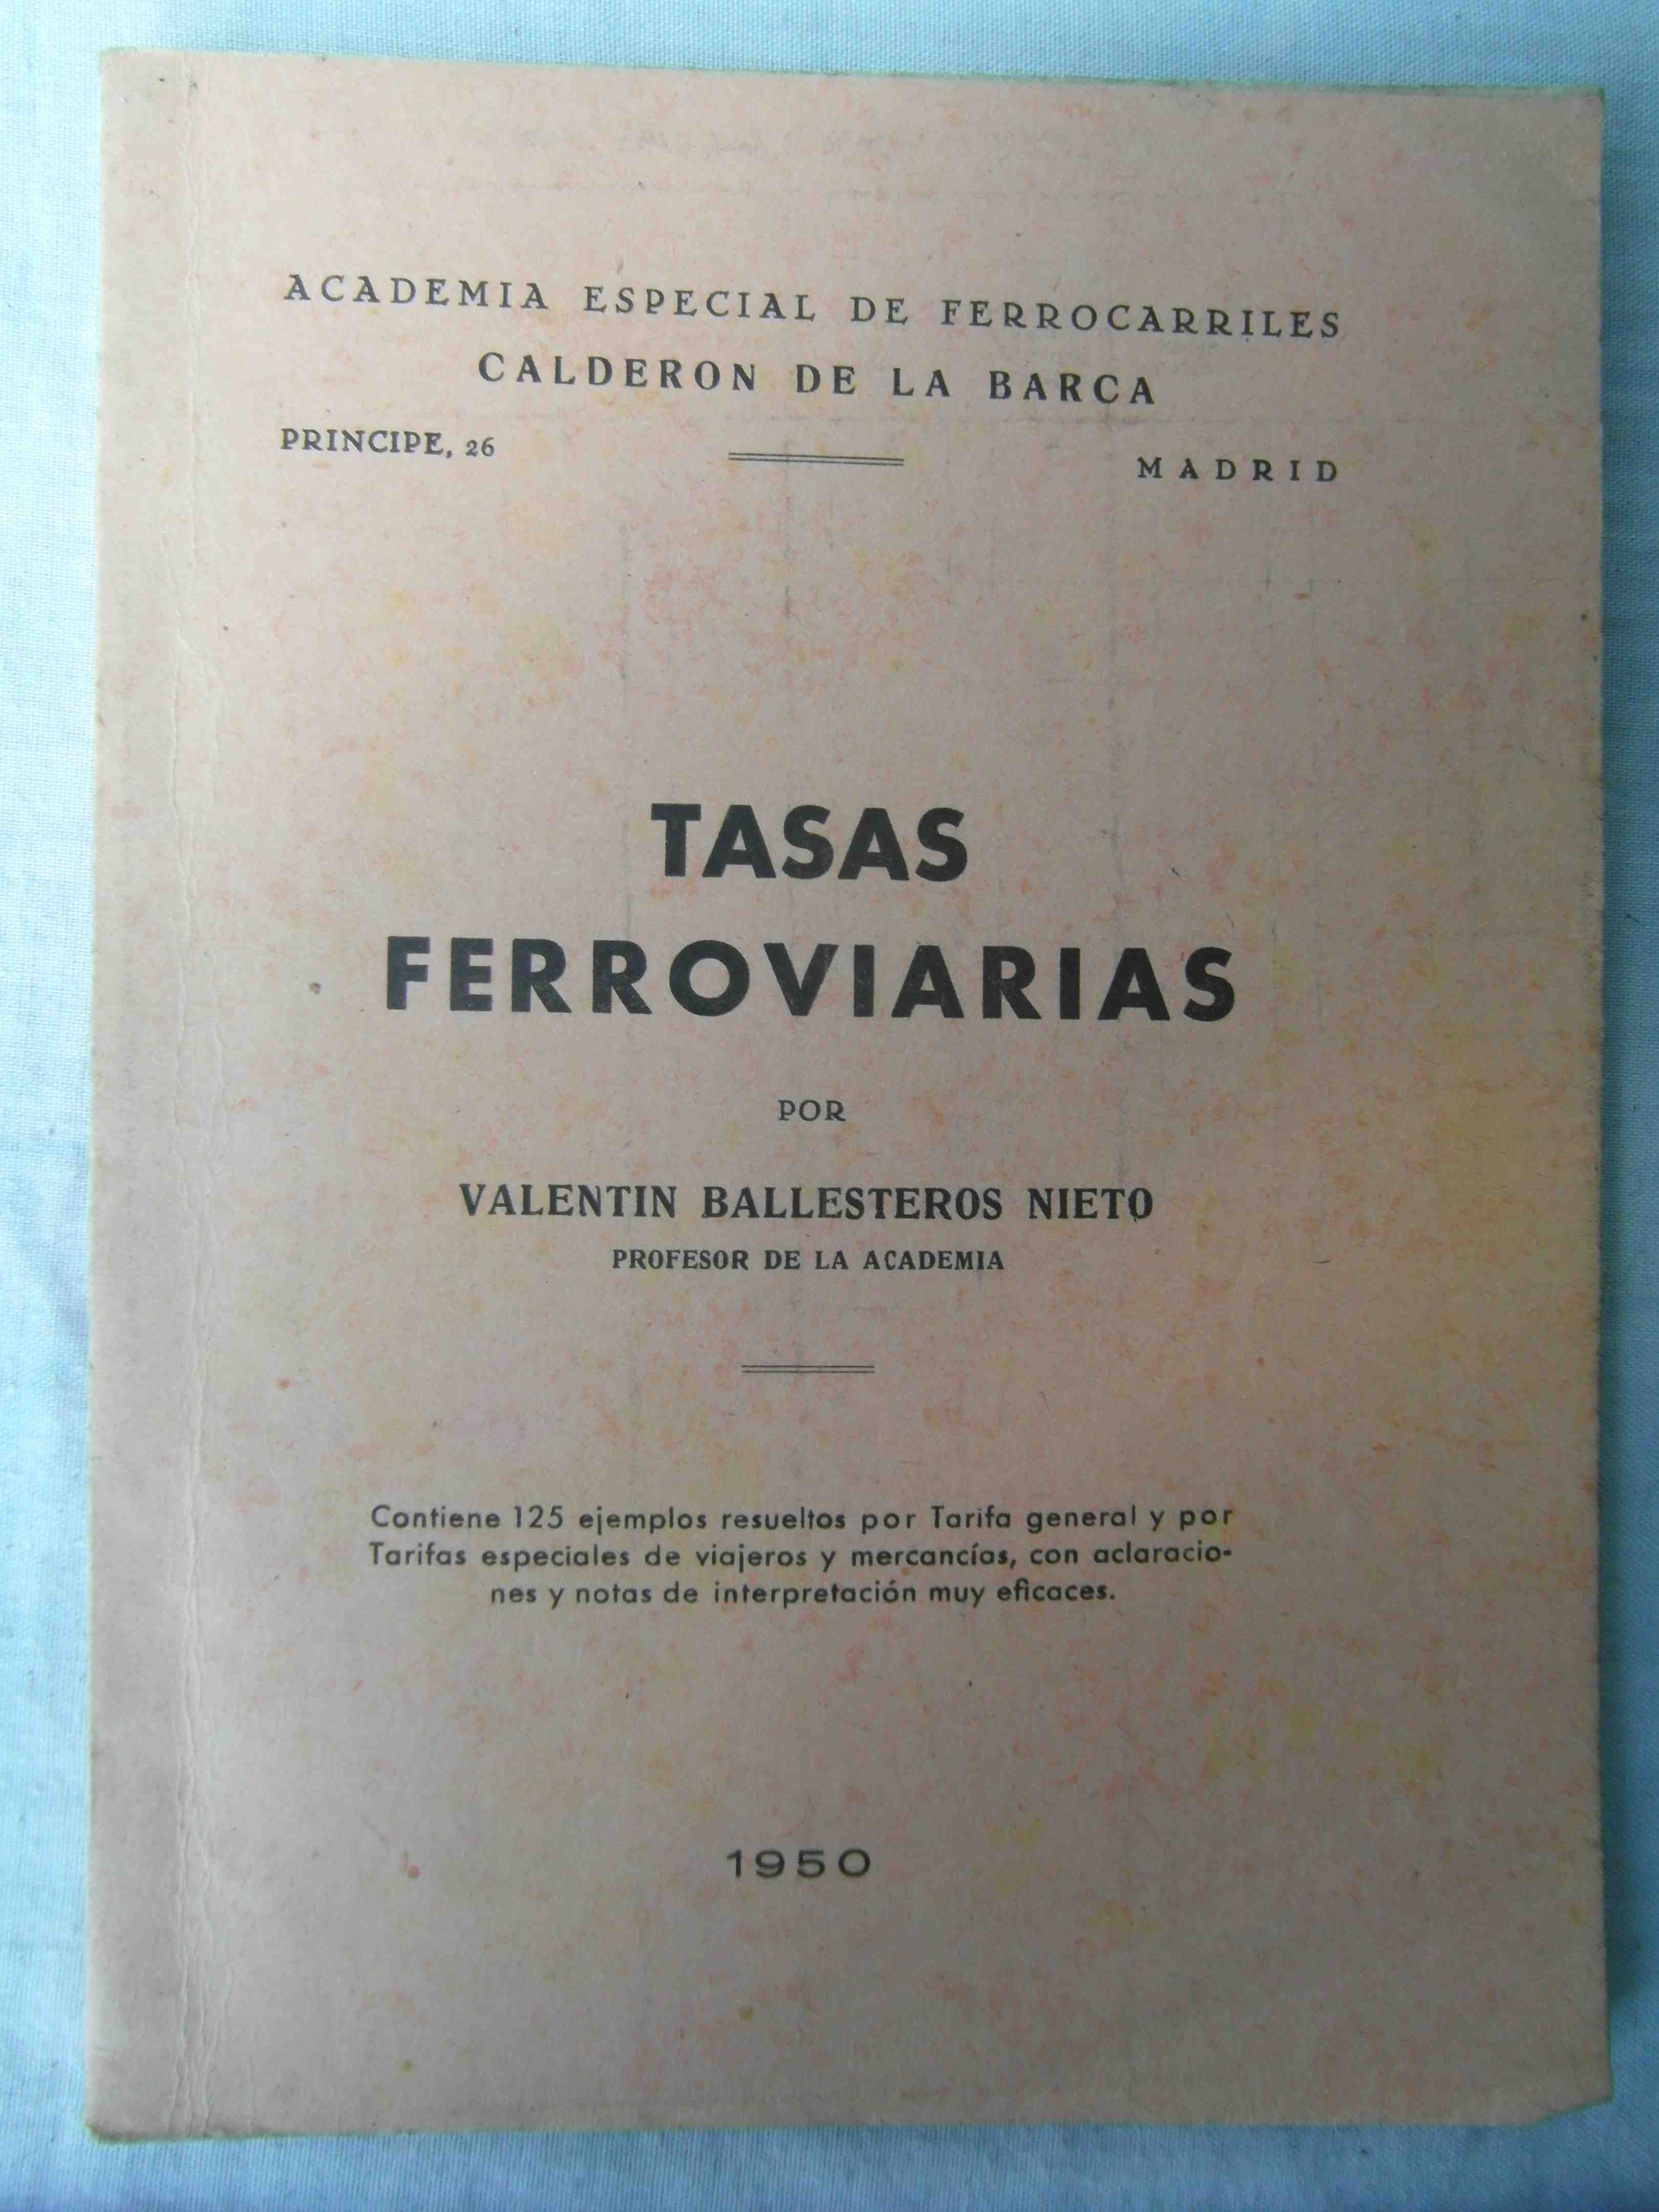 ACADEMIA ESPECIAL DE FERROCARRILES
CALDERON DE LA BARCA
PRINCIPE, 26
MADRID
TASAS
FERROVIARIAS
POR
VALENTIN BALLESTEROS NIETO
PROFESOR DE LA ACADEMIA
Contiene 125 ejemplos resueltos por Tarifa general y por
Tarifas especiales de viajeros y mercancías, con aclaracio-
nes y notas de interpretación muy eficaces.
1950